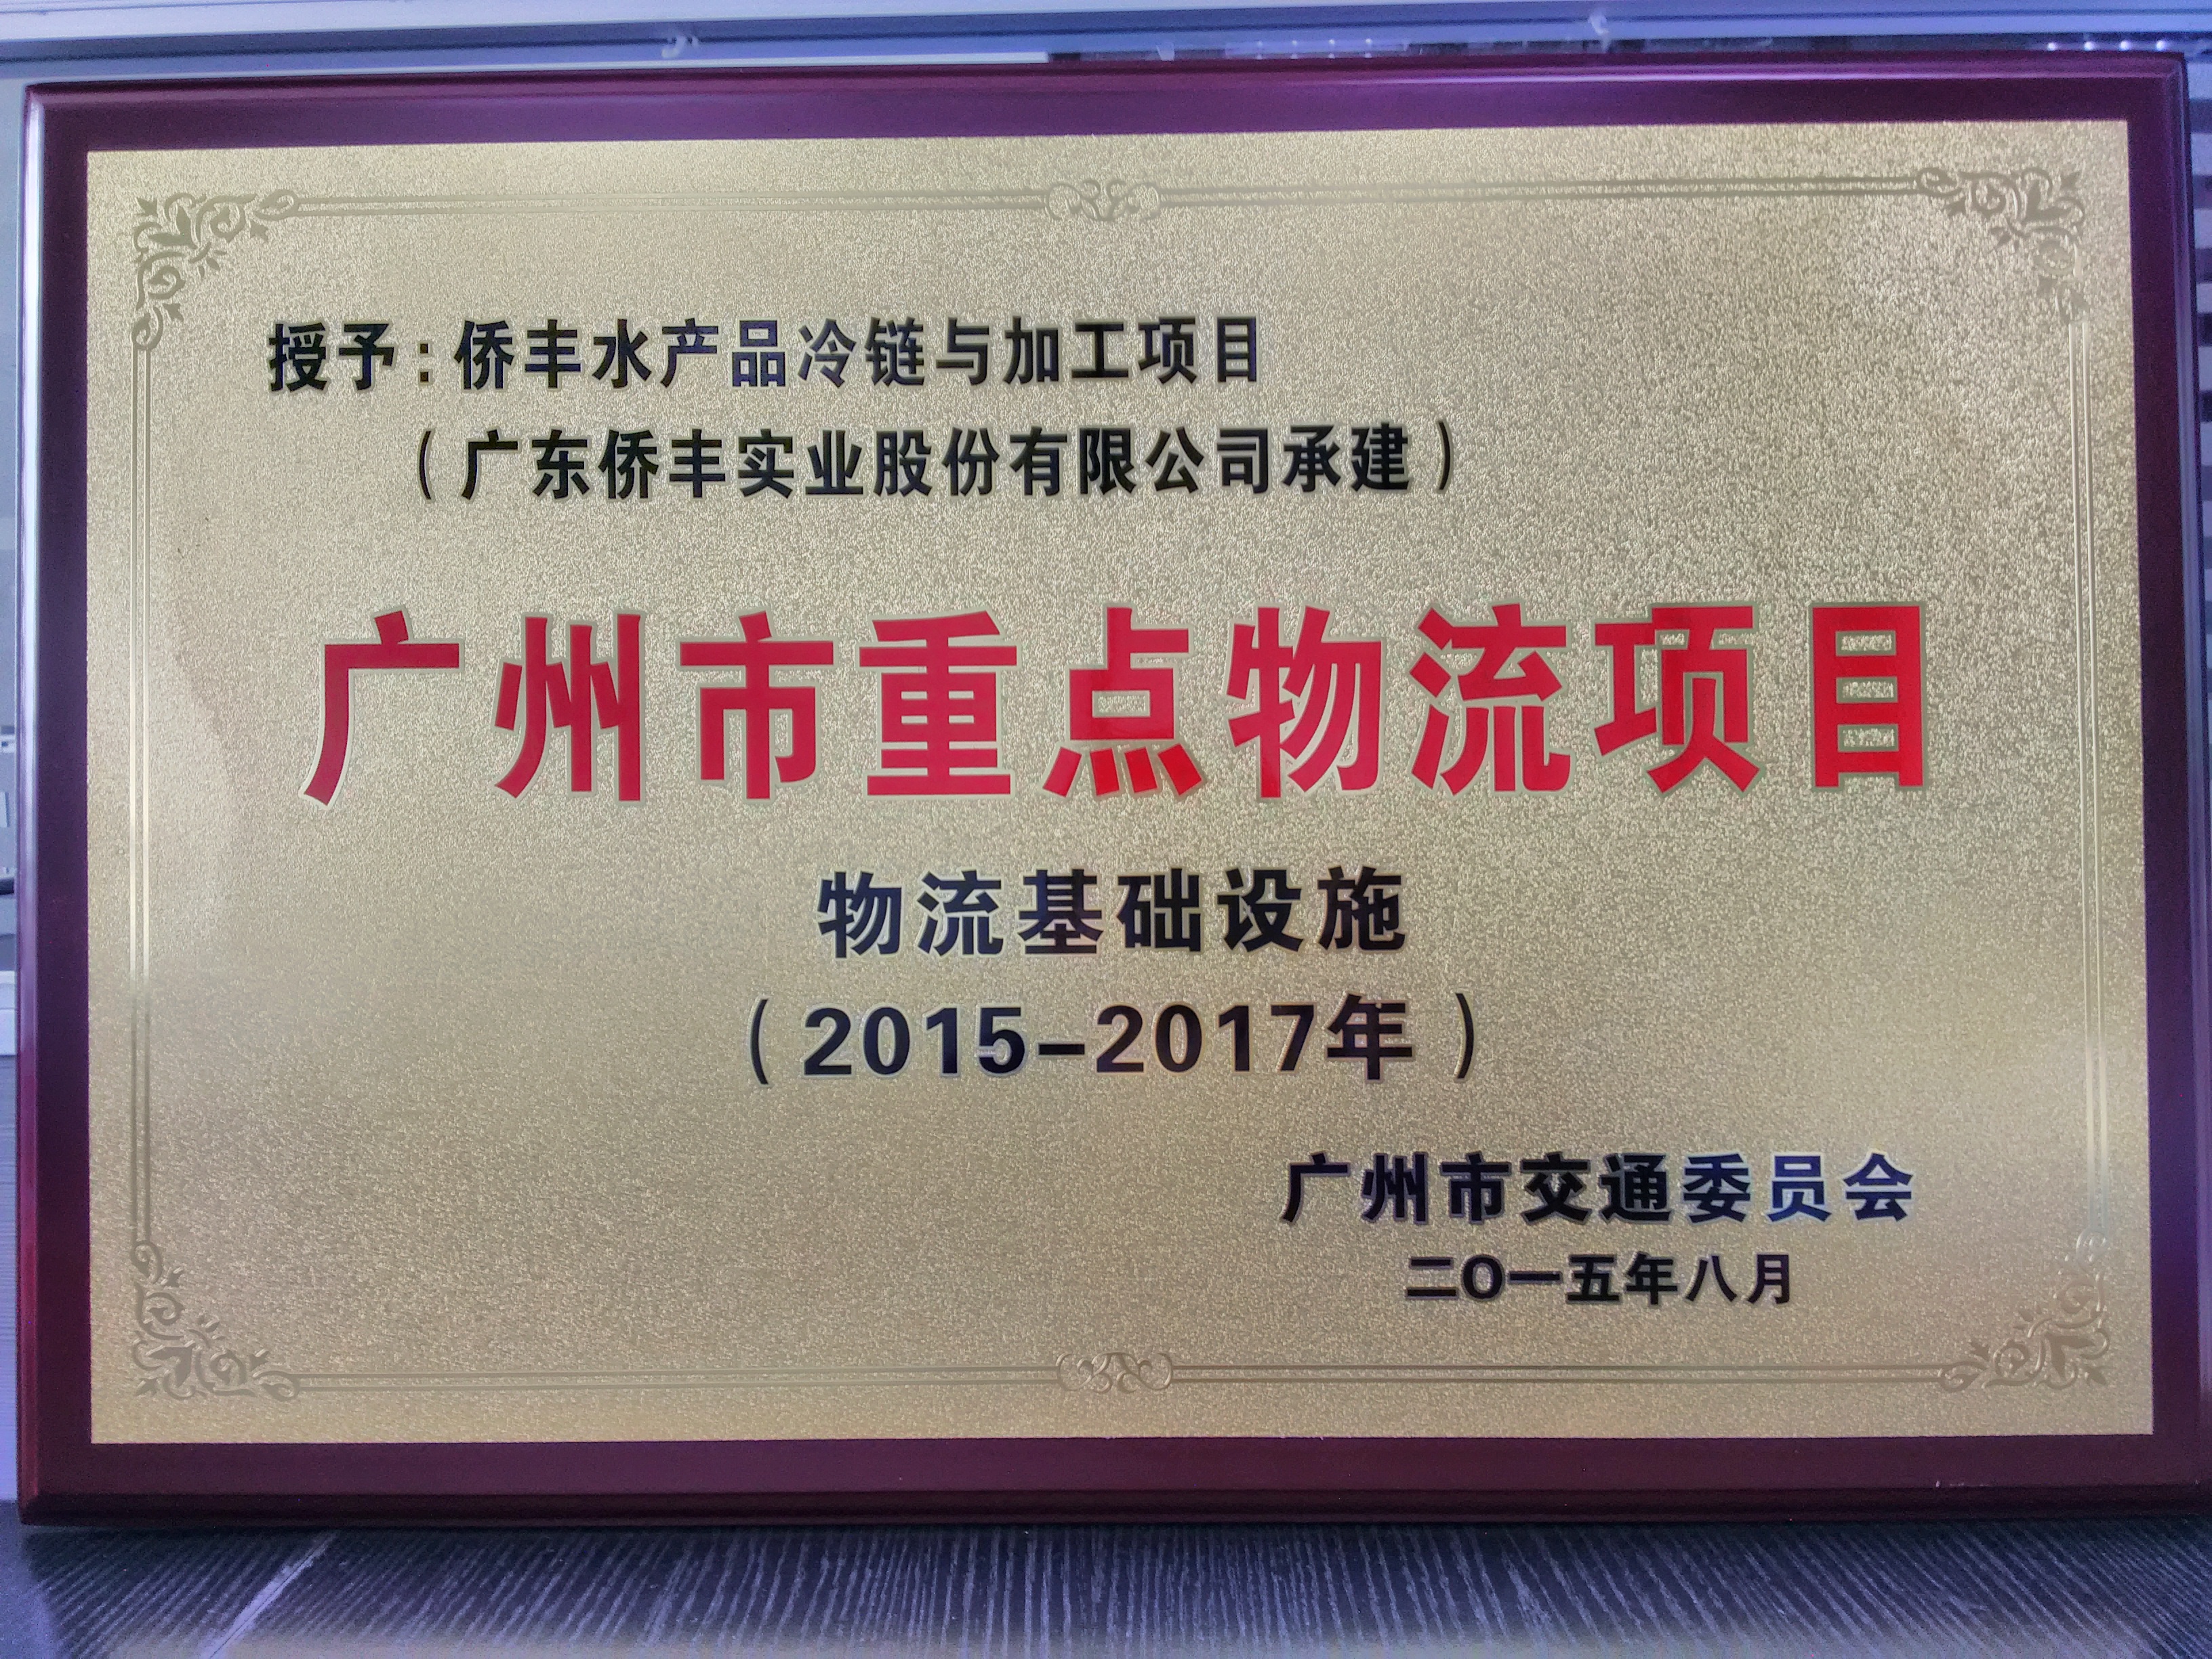 授予：侨丰水产品冷链与加工项目
（广东侨丰实业股份有限公司承建）
广州市重点物流项目
物流基础设施
（2015-2017年）
广州市交通委员会
二O一五年八月